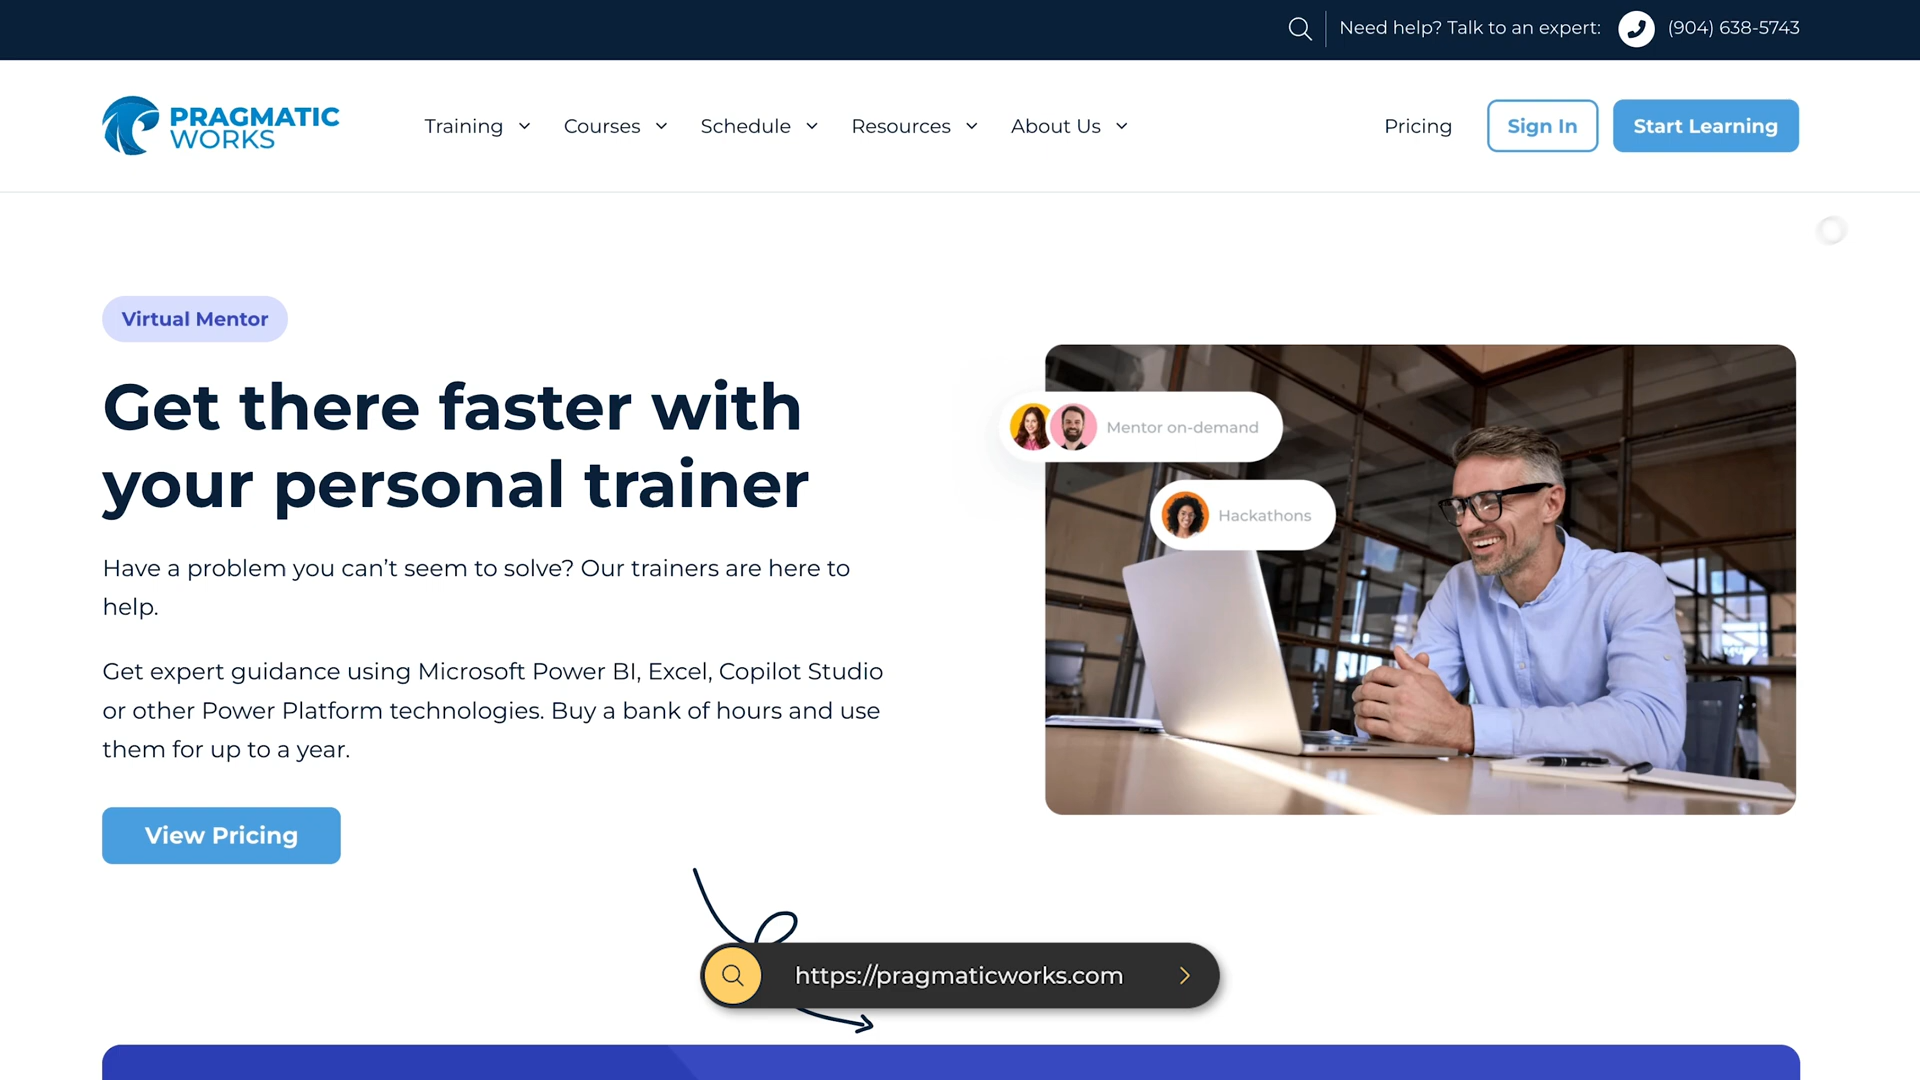 Need help? Talk to an expert: (904) 638-5743
PRAGMATIC
WORKS
Training Courses Schedule Resources About Us Pricing Sign In Start Learning
Virtual Mentor
Get there faster with
your personal trainer
Have a problem you can’t seem to solve? Our trainers are here to
help.
Get expert guidance using Microsoft Power BI, Excel, Copilot Studio
or other Power Platform technologies. Buy a bank of hours and use
them for up to a year.
View Pricing
Mentor on-demand
Hackathons
https://pragmaticworks.com